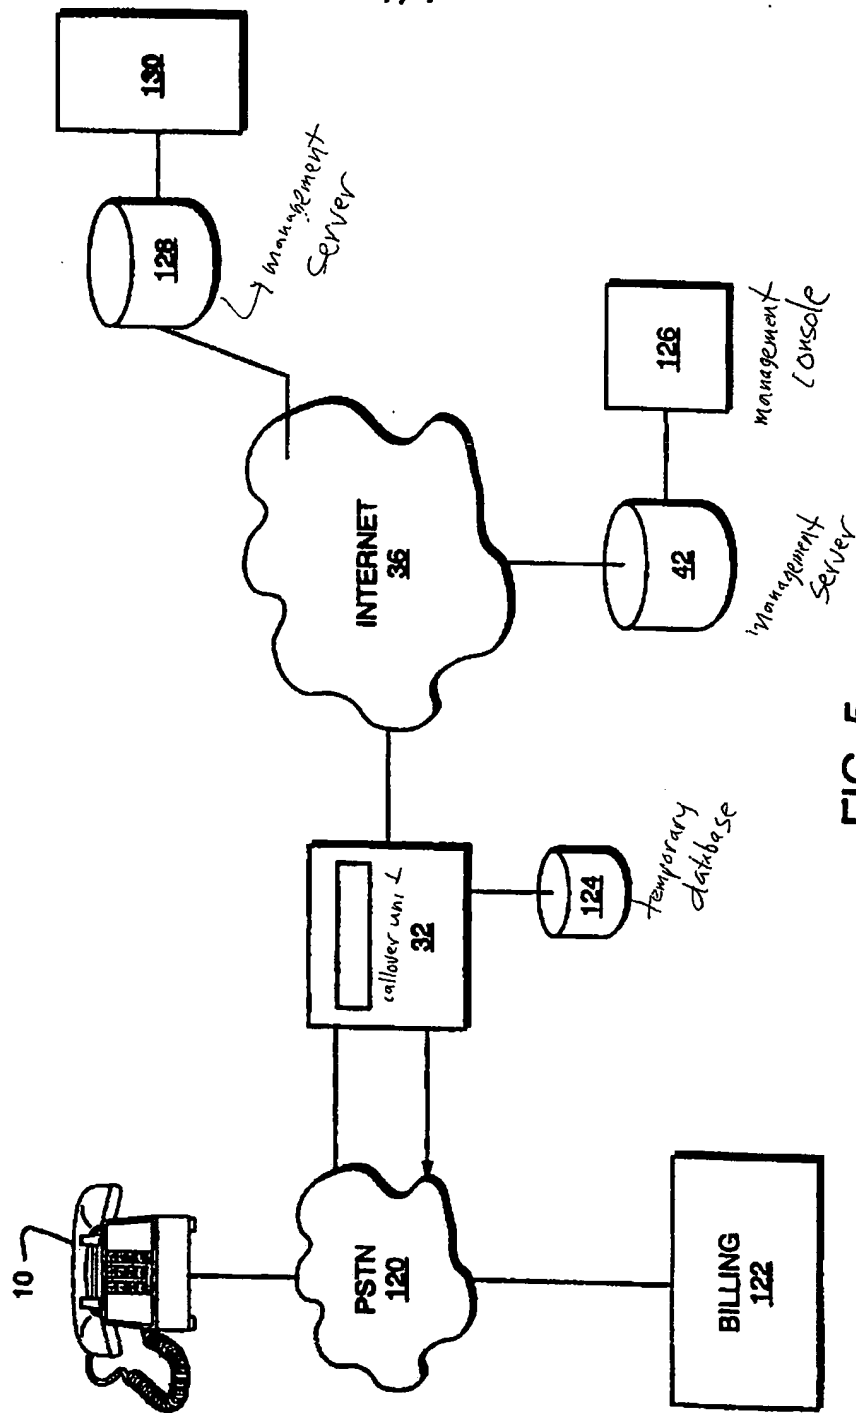 10
PSTN
120
BILLING
122
callover unit
32
124
temporary
database
INTERNET
36
42
management
server
126
management
console
128
management
server
130
FIG. 5